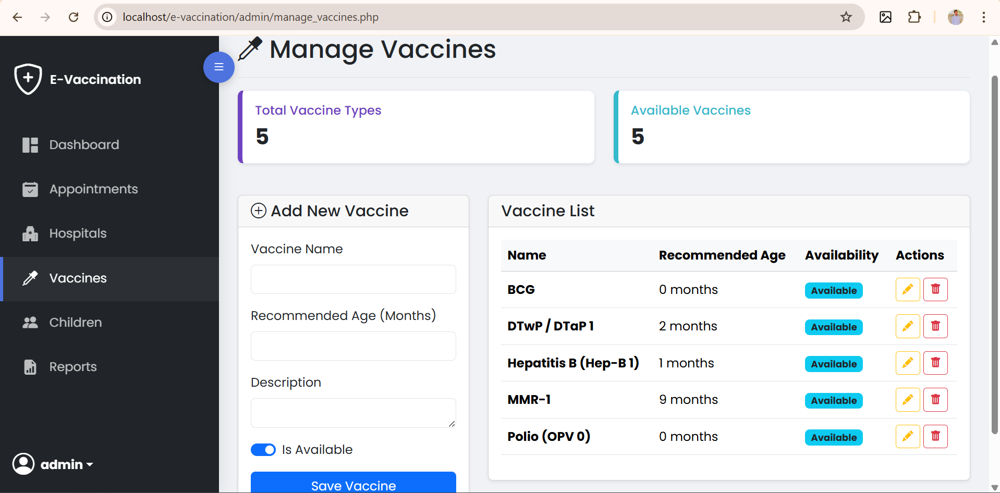 localhost/e-vaccination/admin/manage_vaccines.php
E-Vaccination
Dashboard
Appointments
Hospitals
Vaccines
Children
Reports
admin
Manage Vaccines
Total Vaccine Types
5
Available Vaccines
5
Add New Vaccine
Vaccine Name
Recommended Age (Months)
Description
Is Available
Save Vaccine
Vaccine List
Name Recommended Age Availability Actions
BCG 0 months Available
DTwP / DTaP 1 2 months Available
Hepatitis B (Hep-B 1) 1 months Available
MMR-1 9 months Available
Polio (OPV 0) 0 months Available